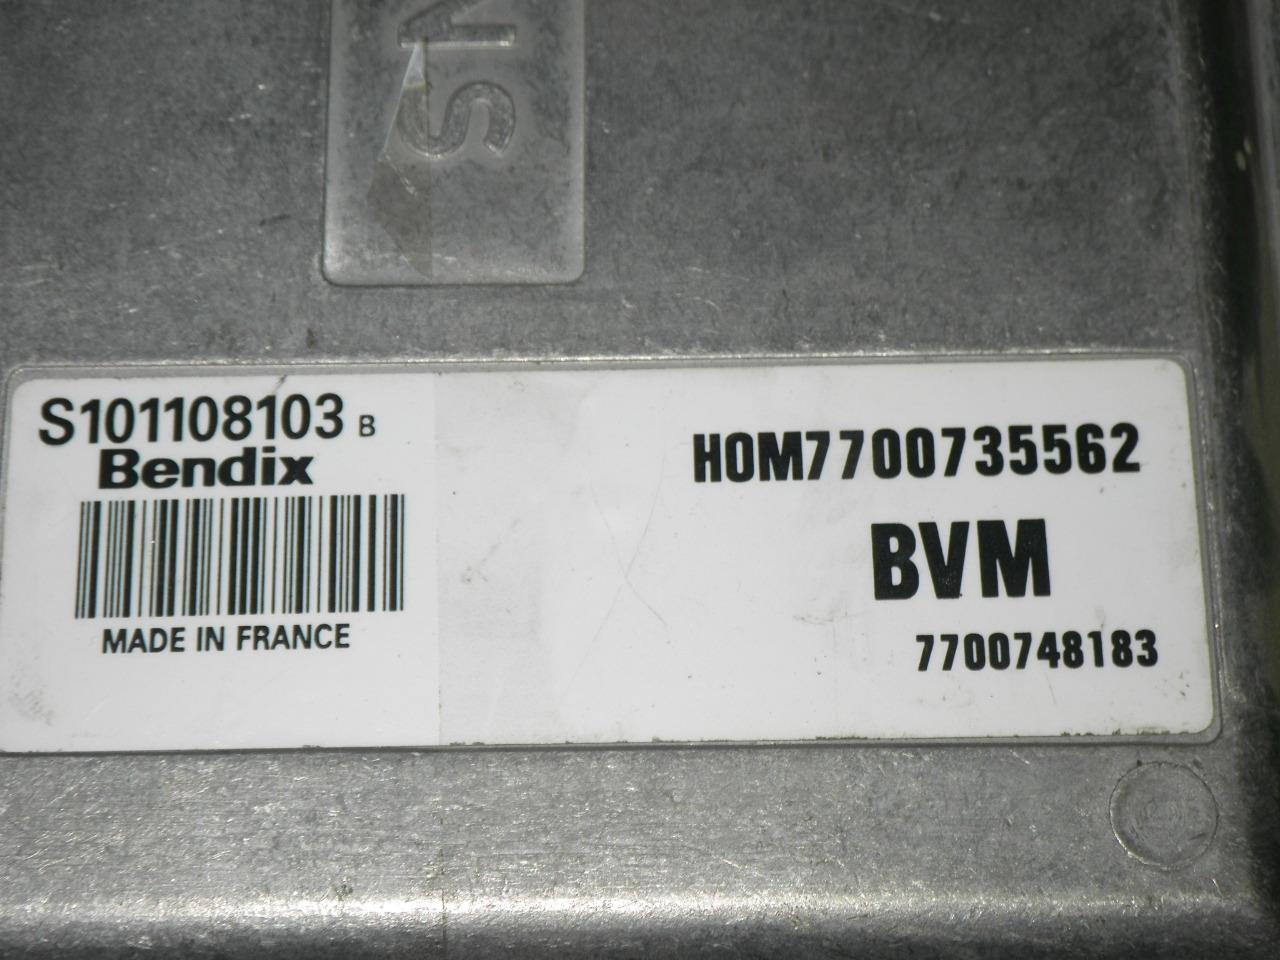 S101108103 B
Bendix
MADE IN FRANCE
HOM7700735562
BVM
7700748183